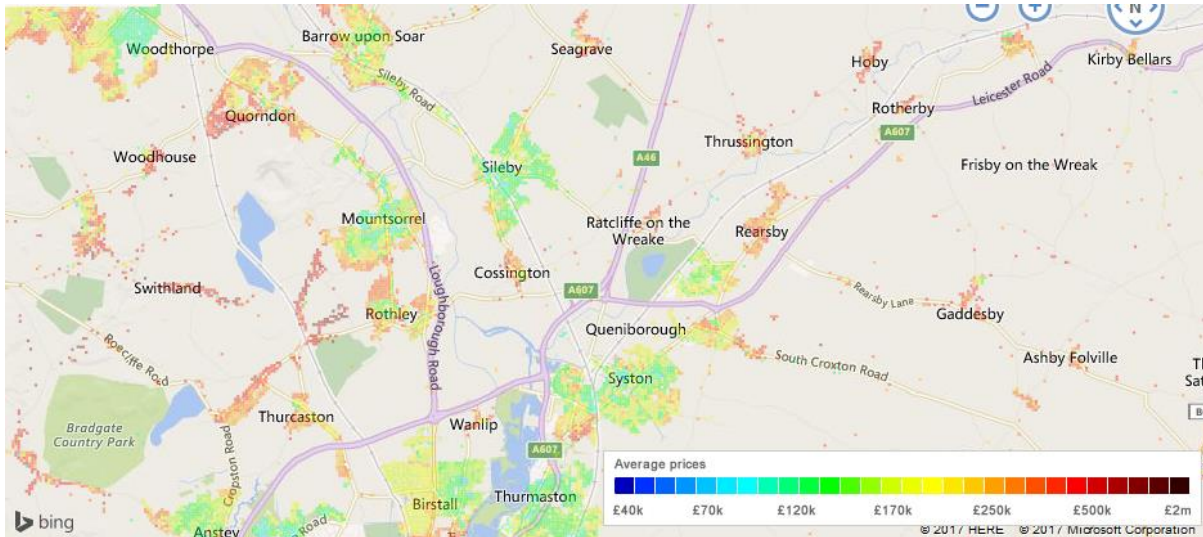 N
Woodthorpe
Barrow upon Soar
Seagrave
Hoby
Kirby Bellars
Sileby Road
Leicester Road
Quorndon
Rotherby
A607
Woodhouse
Sileby
A46
Thrussington
Frisby on the Wreak
Mountsorrel
Ratcliffe on the
Wreake
Rearsby
Cossington
Loughborough Road
Swithland
A607
Rearsby Lane
Rothley
Gaddesby
Queniborough
Roecliffe Road
South Croxton Road
Ashby Folville
Syston
Thurcaston
Bradgate
Country Park
Wanlip
Cropston Road
A607
Birstall
Thurmaston
Anstey
Road
Average prices
£40k £70k £120k £170k £250k £500k £2m
bing
© 2017 HERE © 2017 Microsoft Corporation